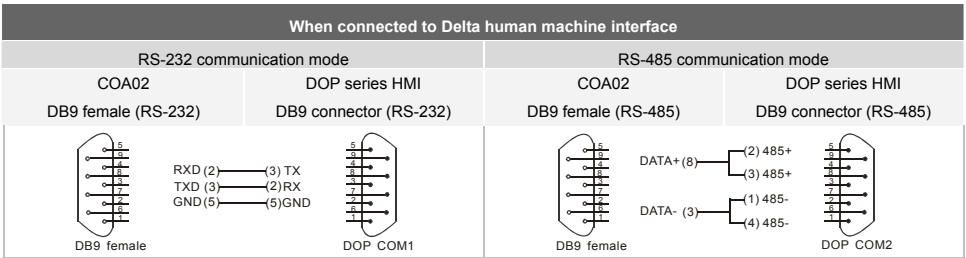 When connected to Delta human machine interface
RS-232 communication mode
RS-485 communication mode
COA02
DB9 female (RS-232)
DOP series HMI
DB9 connector (RS-232)
COA02
DB9 female (RS-485)
DOP series HMI
DB9 connector (RS-485)
5
9
4
8
3
7
2
6
1
DB9 female
RXD (2) (3) TX
TXD (3) (2)RX
GND(5) (5)GND
5
9
4
8
3
7
2
6
1
DOP COM1
5
9
4
8
3
7
2
6
1
DB9 female
DATA+(8)
(2) 485+
(3) 485+
DATA- (3)
(1) 485-
(4) 485-
5
9
4
8
3
7
2
6
1
DOP COM2